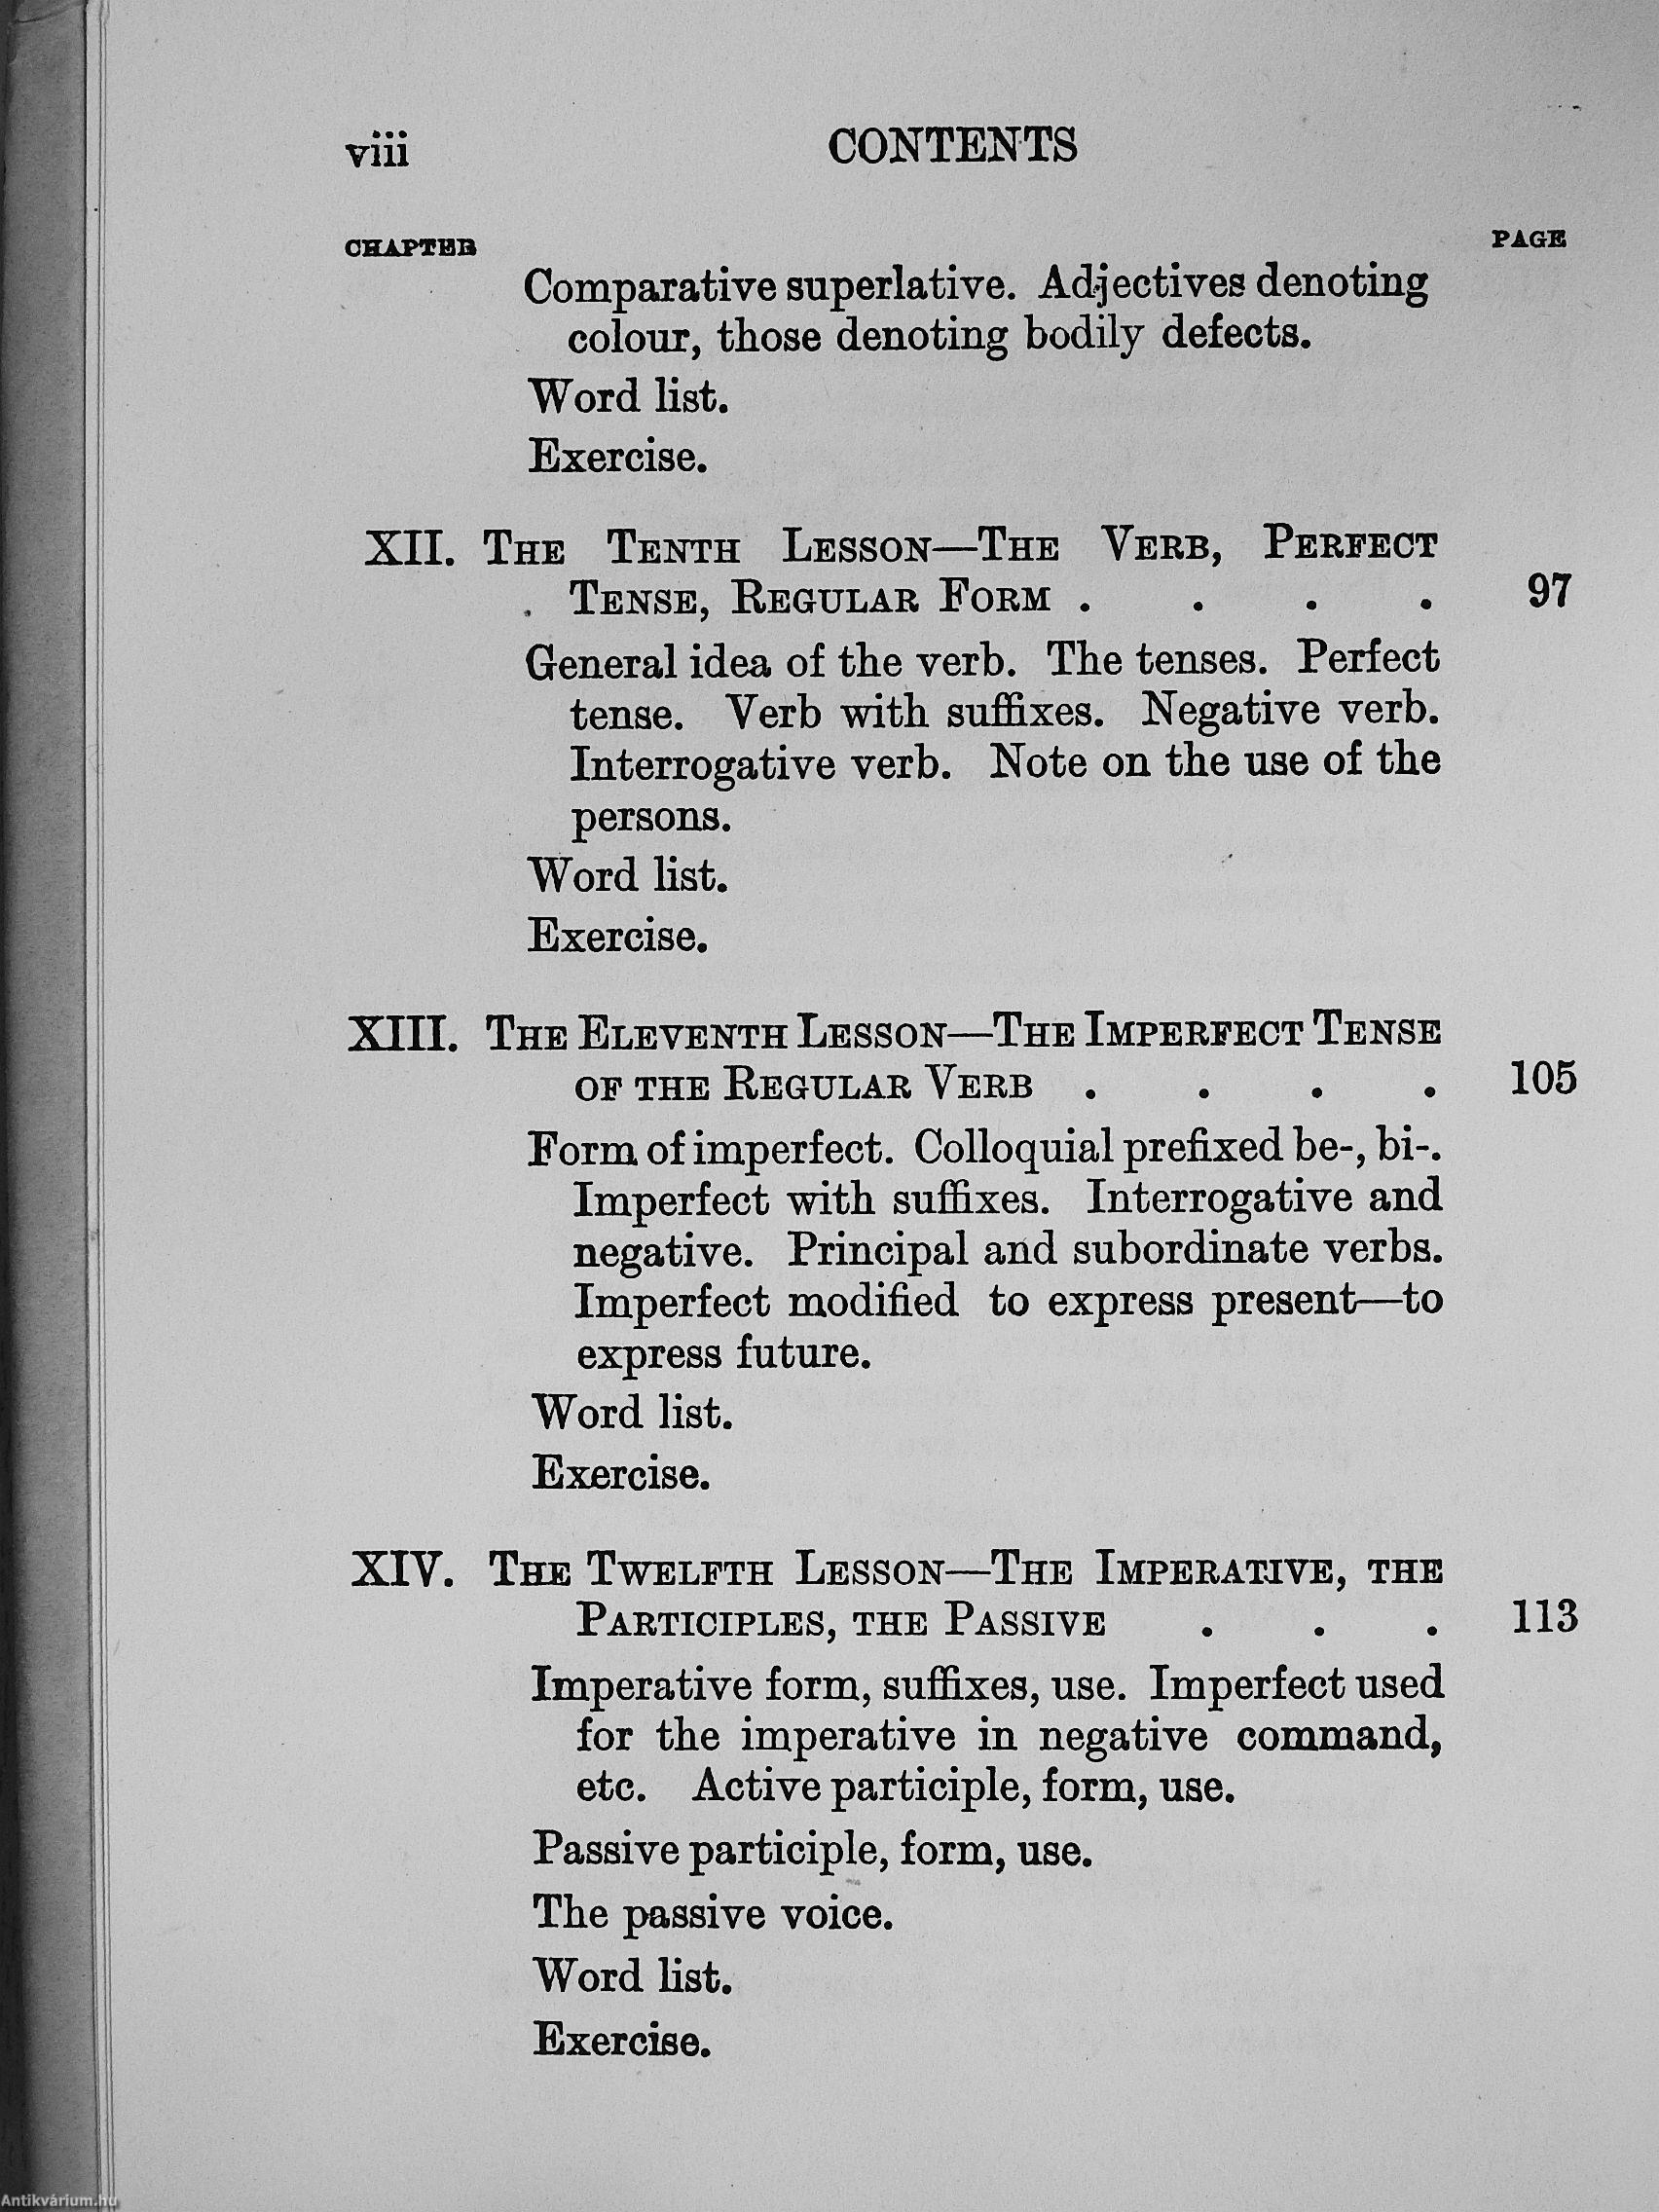 viii CONTENTS
CHAPTER PAGE
Comparative superlative. Adjectives denoting
colour, those denoting bodily defects.
Word list.
Exercise.
XII. THE TENTH LESSON—THE VERB, PERFECT
TENSE, REGULAR FORM . . . . 97
General idea of the verb. The tenses. Perfect
tense. Verb with suffixes. Negative verb.
Interrogative verb. Note on the use of the
persons.
Word list.
Exercise.
XIII. THE ELEVENTH LESSON—THE IMPERFECT TENSE
OF THE REGULAR VERB . . . . 105
Form of imperfect. Colloquial prefixed be-, bi-.
Imperfect with suffixes. Interrogative and
negative. Principal and subordinate verbs.
Imperfect modified to express present—to
express future.
Word list.
Exercise.
XIV. THE TWELFTH LESSON—THE IMPERATIVE, THE
PARTICIPLES, THE PASSIVE . . . 113
Imperative form, suffixes, use. Imperfect used
for the imperative in negative command,
etc. Active participle, form, use.
Passive participle, form, use.
The passive voice.
Word list.
Exercise.
Antikvárium.hu